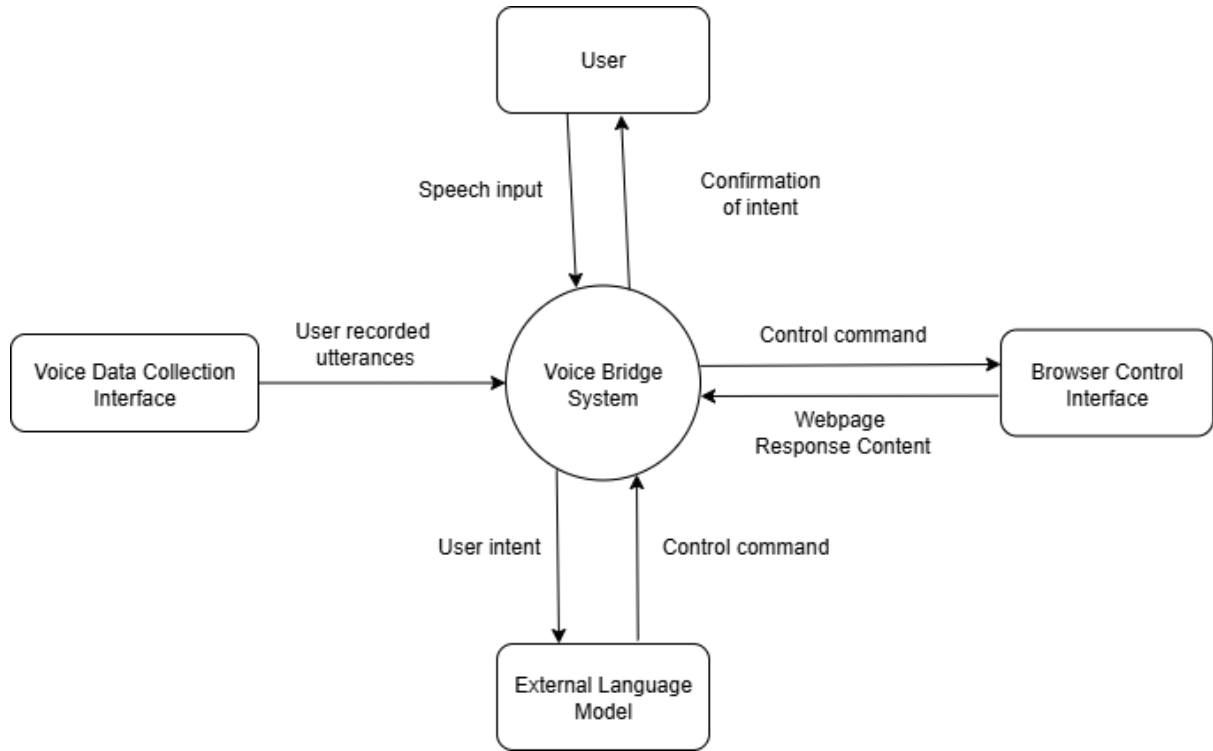 User
Speech input
Confirmation
of intent
User recorded
utterances
Voice Data Collection
Interface
Voice Bridge
System
Control command
Browser Control
Interface
Webpage
Response Content
User intent
Control command
External Language
Model